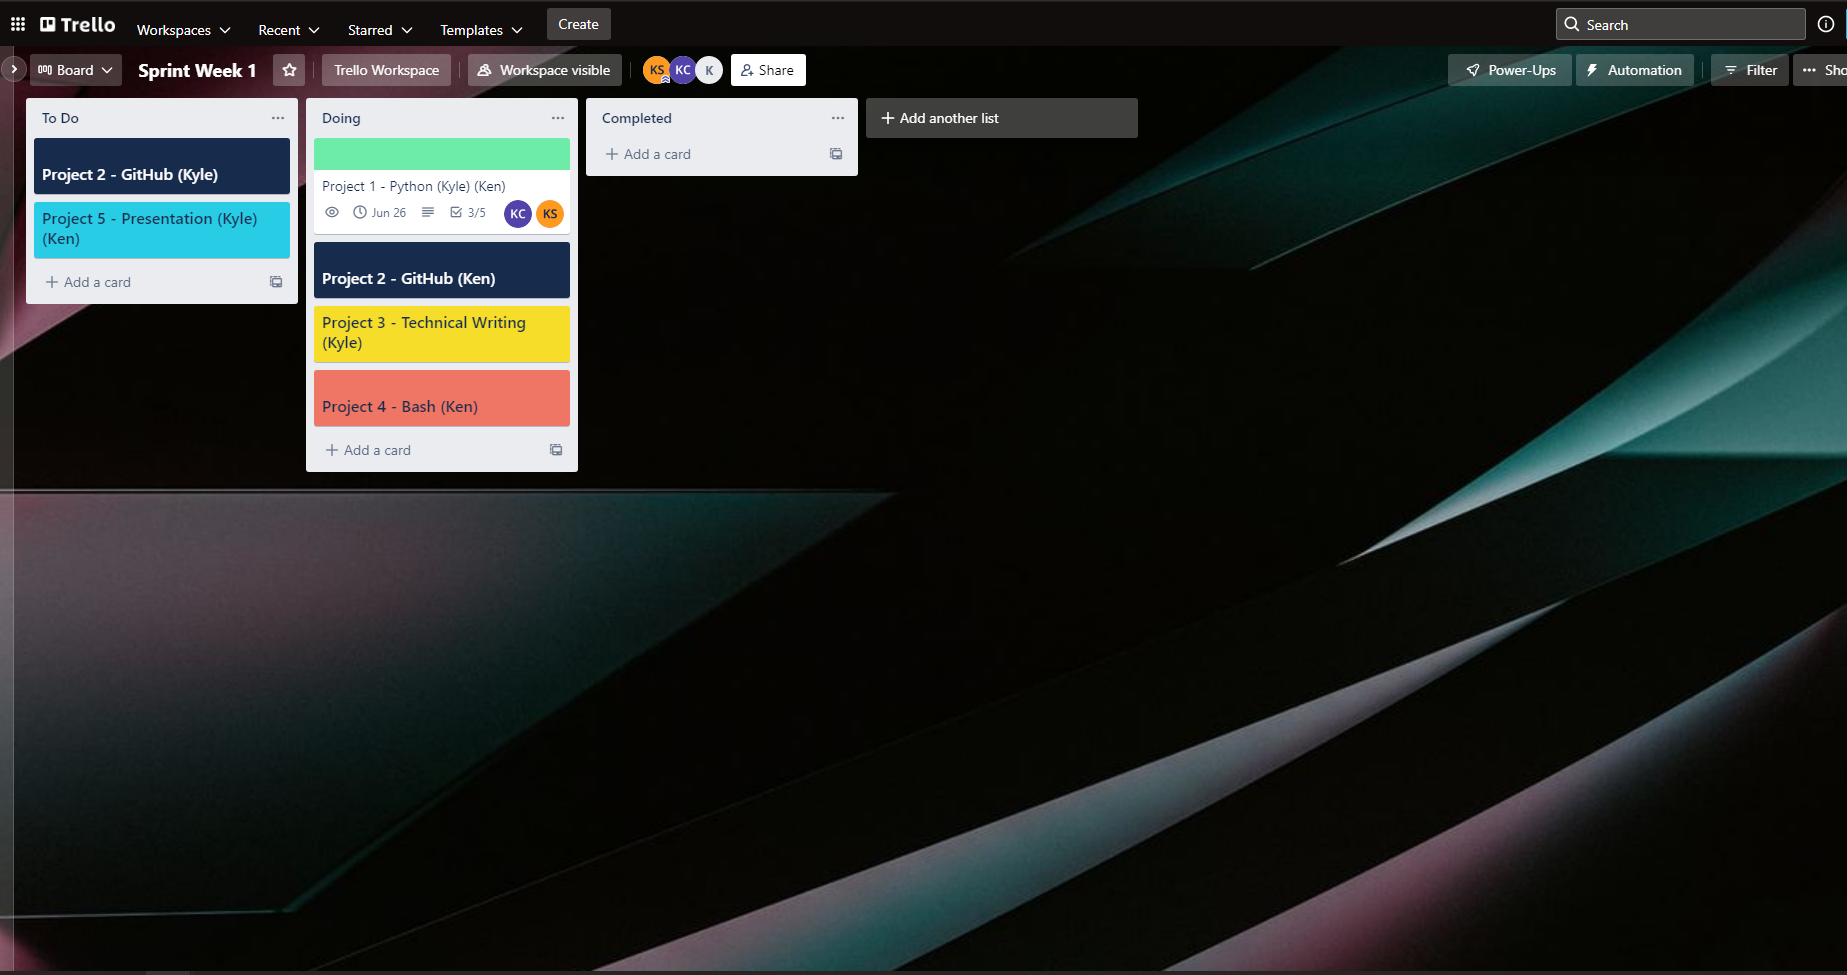 Trello
Workspaces
Recent
Starred
Templates
Create
Search
Board
Sprint Week 1
Trello Workspace
Workspace visible
KS
KC
K
Share
Power-Ups
Automation
Filter
Sho
To Do
Project 2 - GitHub (Kyle)
Project 5 - Presentation (Kyle)
(Ken)
Add a card
Doing
Project 1 - Python (Kyle) (Ken)
Jun 26
3/5
KC
KS
Project 2 - GitHub (Ken)
Project 3 - Technical Writing
(Kyle)
Project 4 - Bash (Ken)
Add a card
Completed
Add a card
Add another list